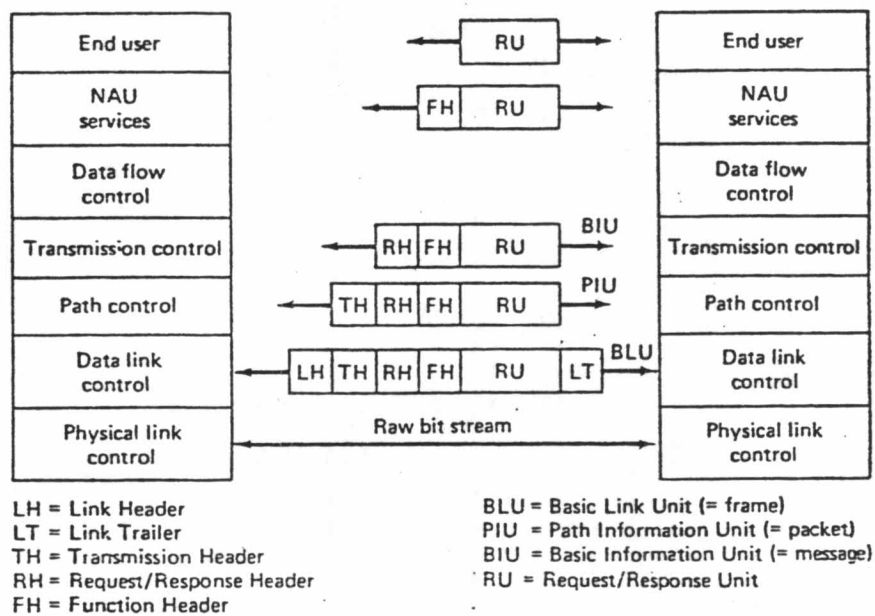 End user
RU
End user
NAU
services
FH RU
NAU
services
Data flow
control
Data flow
control
Transmission control
RH FH RU
BIU
Transmission control
Path control
TH RH FH RU
PIU
Path control
Data link
control
LH TH RH FH RU LT
BLU
Data link
control
Physical link
control
Raw bit stream
Physical link
control
LH = Link Header
LT = Link Trailer
TH = Transmission Header
RH = Request/Response Header
FH = Function Header
BLU = Basic Link Unit (= frame)
PIU = Path Information Unit (= packet)
BIU = Basic Information Unit (= message)
RU = Request/Response Unit